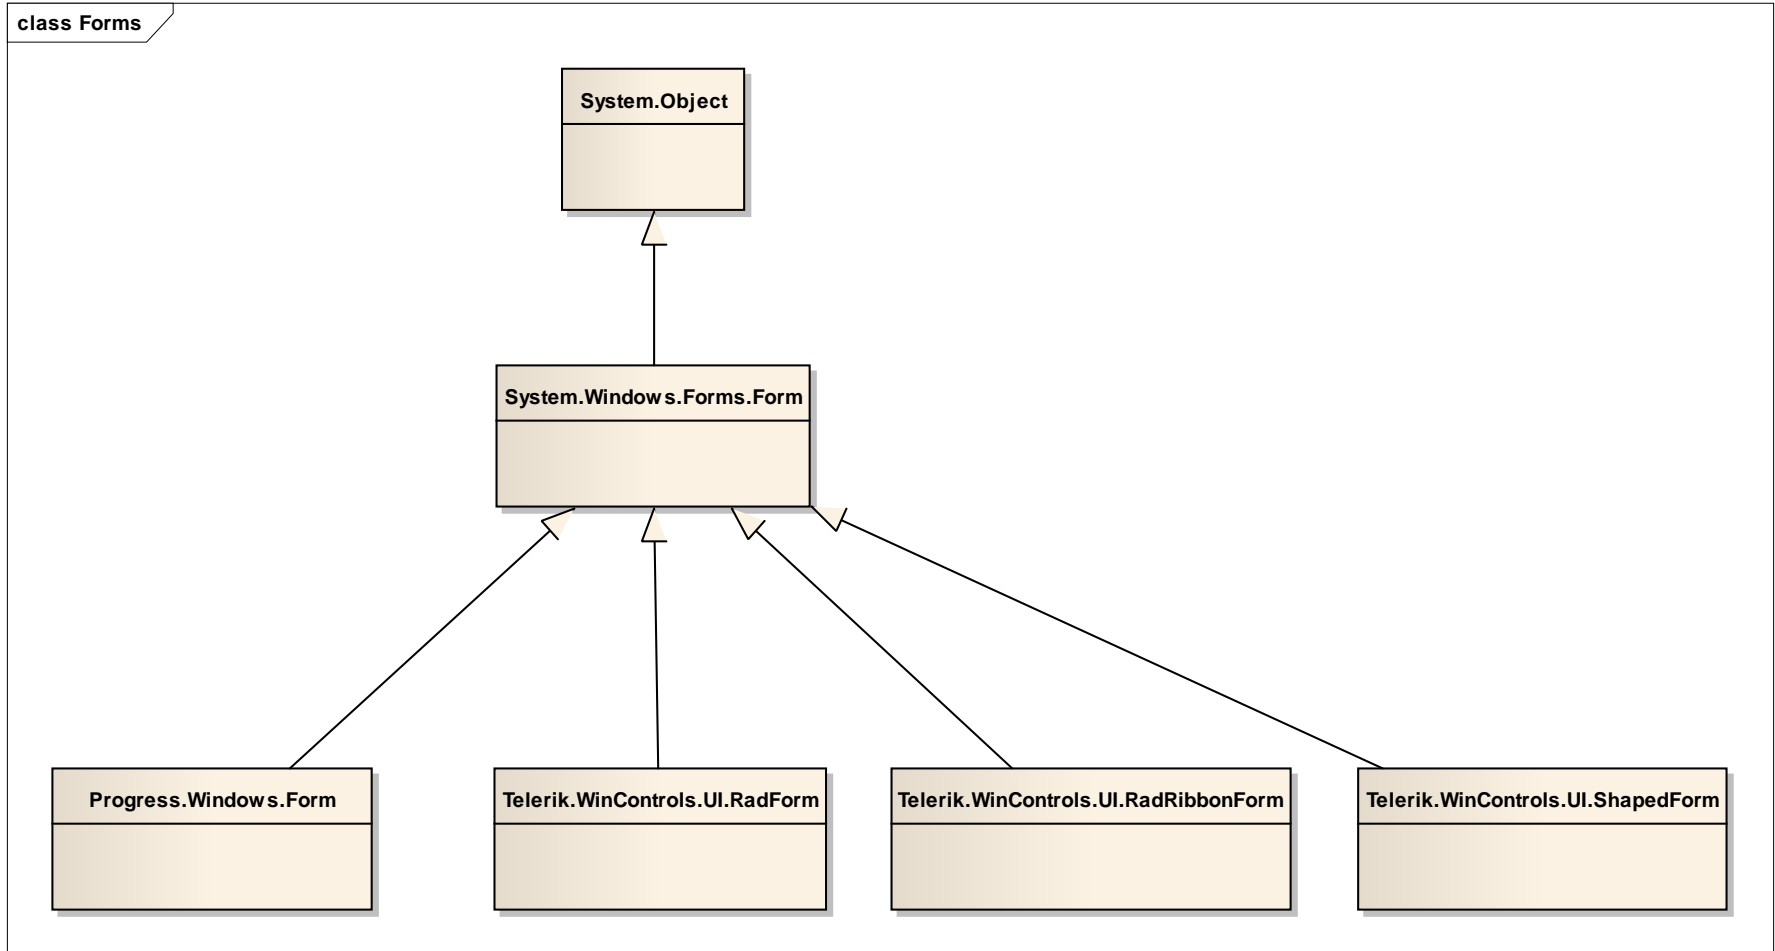 class Forms
System.Object
System.Windows.Forms.Form
Progress.Windows.Form
Telerik.WinControls.UI.RadForm
Telerik.WinControls.UI.RadRibbonForm
Telerik.WinControls.UI.ShapedForm